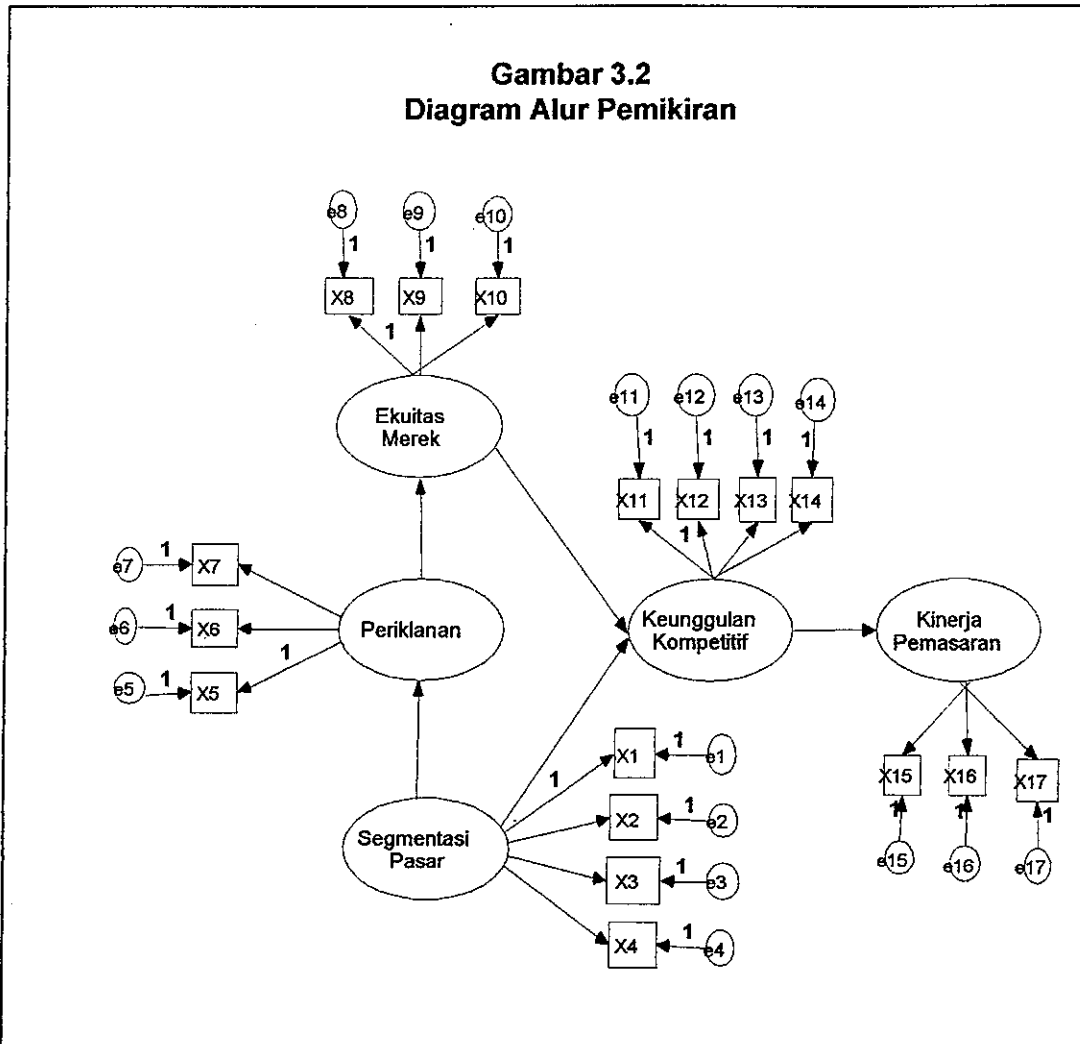 Gambar 3.2
Diagram Alur Pemikiran
e8 e9 e10
1 1 1
X8 X9 X10
1
Ekuitas
Merek
e11 e12 e13 e14
1 1 1 1
X11 X12 X13 X14
1
e7 1 X7
e6 1 X6
e5 1 X5
1
Periklanan
Keunggulan
Kompetitif
Kinerja
Pemasaran
Segmentasi
Pasar
1
X1 1 e1
X2 1 e2
X3 1 e3
X4 1 e4
X15 X16 X17
1 1 1
e15 e16 e17